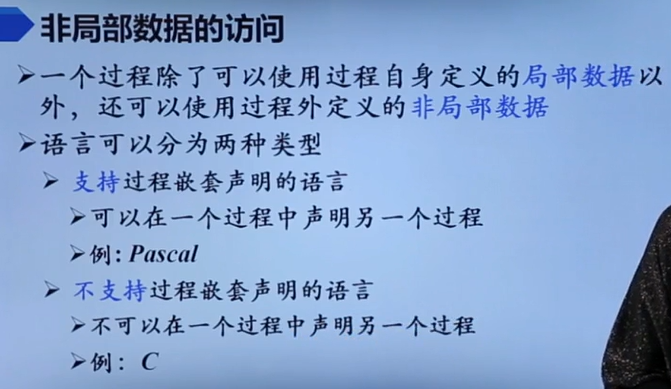 非局部数据的访问
➢一个过程除了可以使用过程自身定义的局部数据以
外，还可以使用过程外定义的非局部数据
➢语言可以分为两种类型
➢支持过程嵌套声明的语言
➢可以在一个过程中声明另一个过程
➢例：Pascal
➢不支持过程嵌套声明的语言
➢不可以在一个过程中声明另一个过程
➢例：C